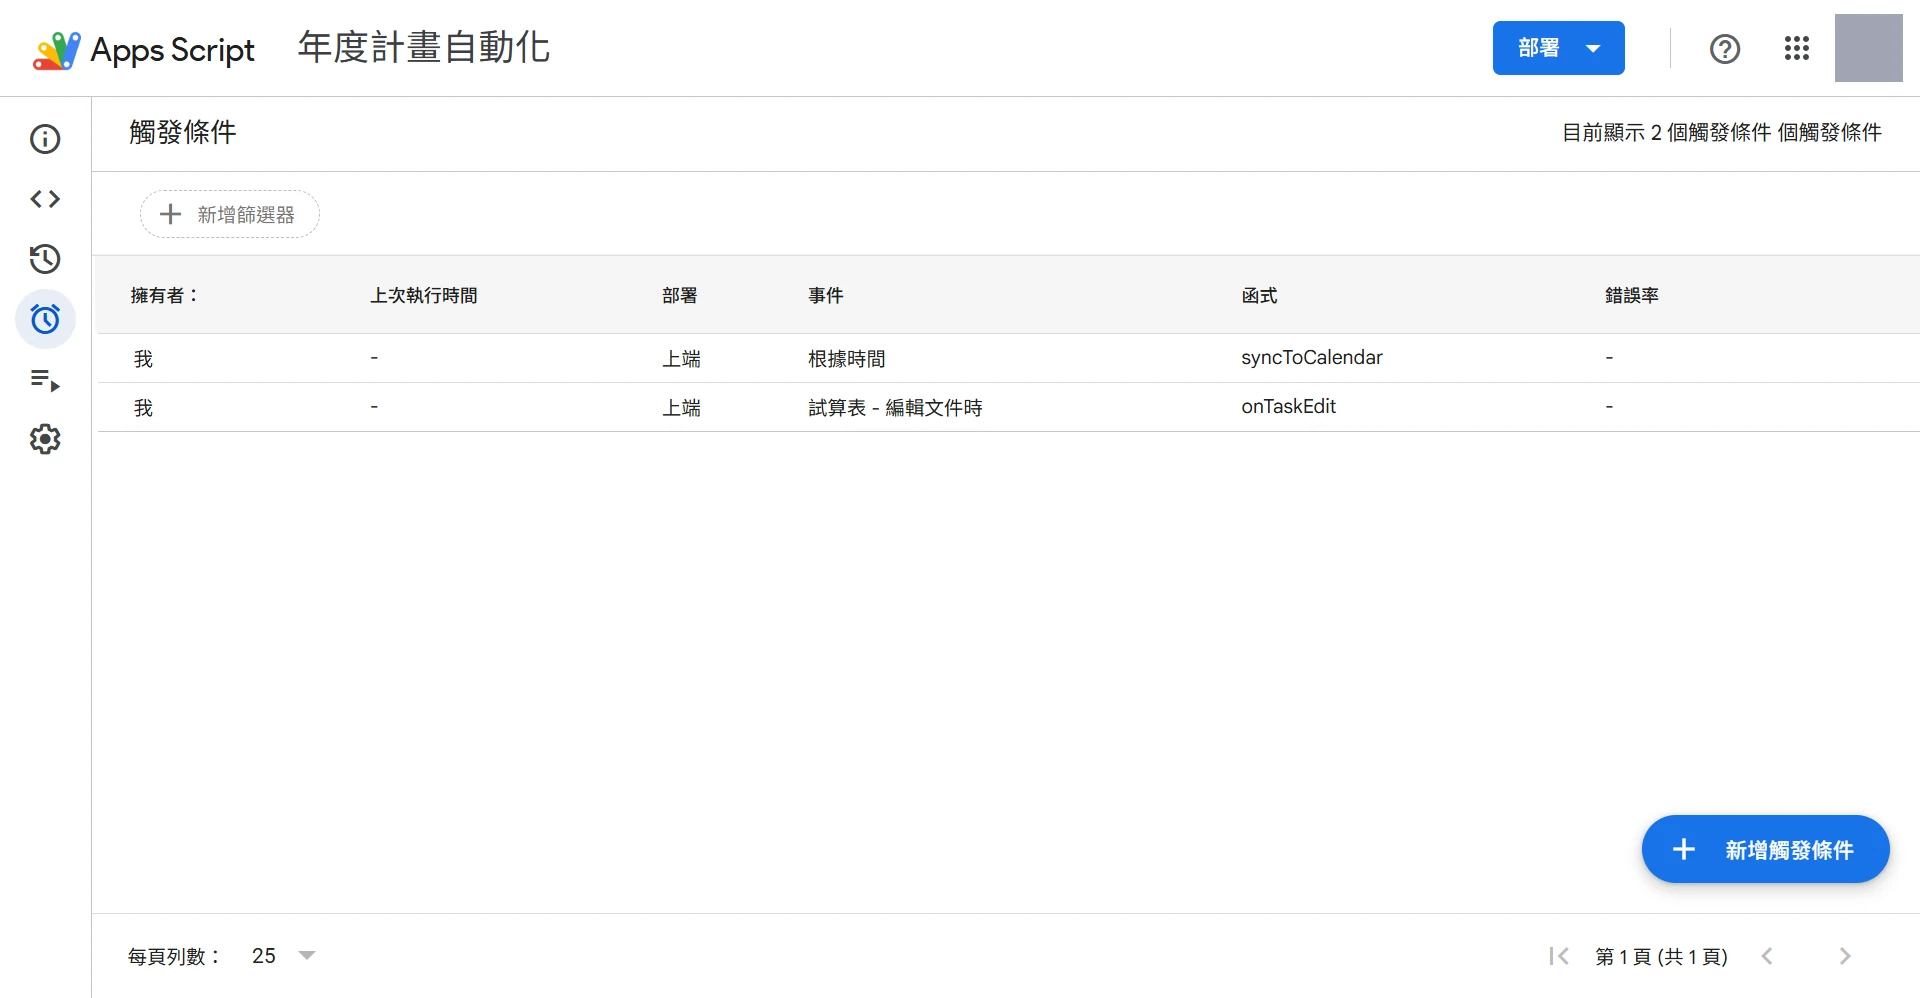 Apps Script 年度計畫自動化 部署
觸發條件 目前顯示 2 個觸發條件 個觸發條件
新增篩選器
擁有者： 上次執行時間 部署 事件 函式 錯誤率
我 - 上端 根據時間 syncToCalendar -
我 - 上端 試算表 - 編輯文件時 onTaskEdit -
新增觸發條件
每頁列數： 25 第 1 頁 (共 1 頁)